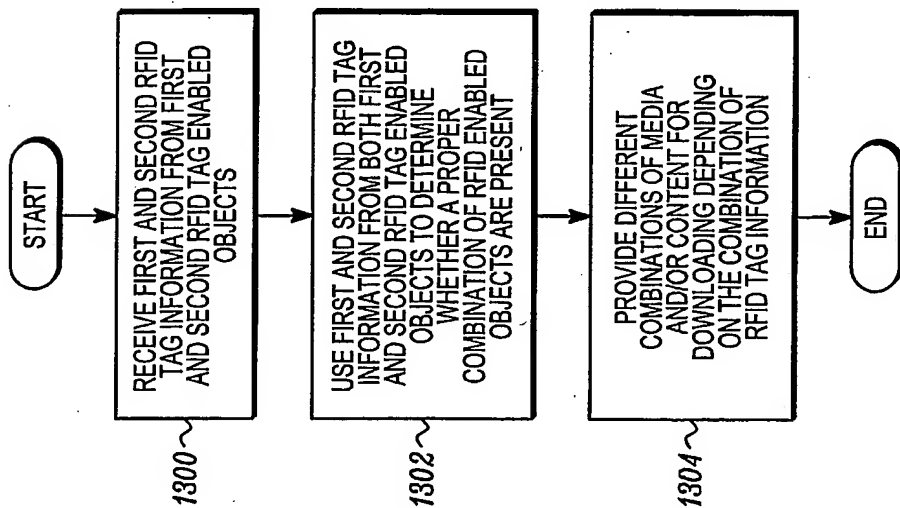 START
RECEIVE FIRST AND SECOND RFID
TAG INFORMATION FROM FIRST
AND SECOND RFID TAG ENABLED
OBJECTS
1300
USE FIRST AND SECOND RFID TAG
INFORMATION FROM BOTH FIRST
AND SECOND RFID TAG ENABLED
OBJECTS TO DETERMINE
WHETHER A PROPER
COMBINATION OF RFID ENABLED
OBJECTS ARE PRESENT
1302
PROVIDE DIFFERENT
COMBINATIONS OF MEDIA
AND/OR CONTENT FOR
DOWNLOADING DEPENDING
ON THE COMBINATION OF
RFID TAG INFORMATION
1304
END